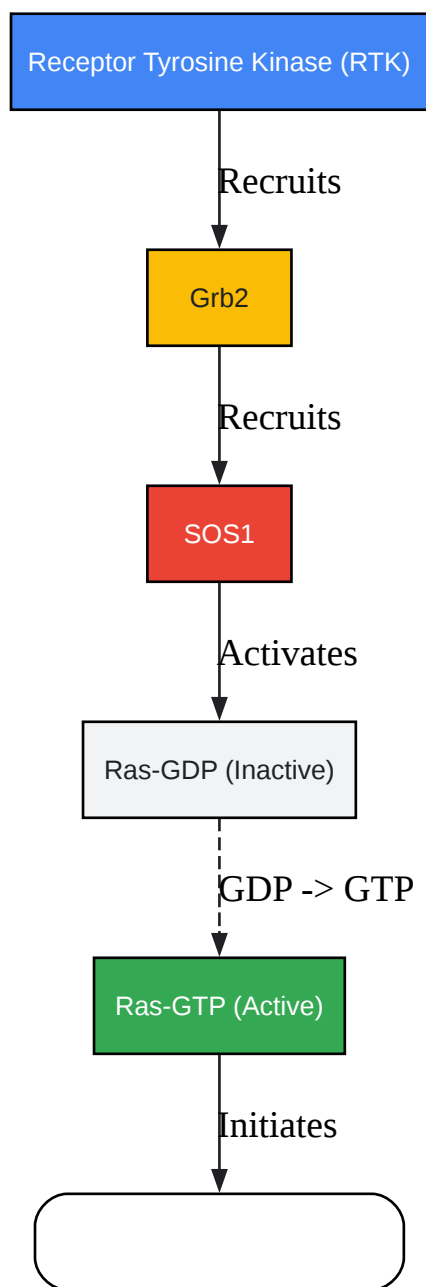 Receptor Tyrosine Kinase (RTK)
Recruits
Grb2
Recruits
SOS1
Activates
Ras-GDP (Inactive)
GDP -> GTP
Ras-GTP (Active)
Initiates